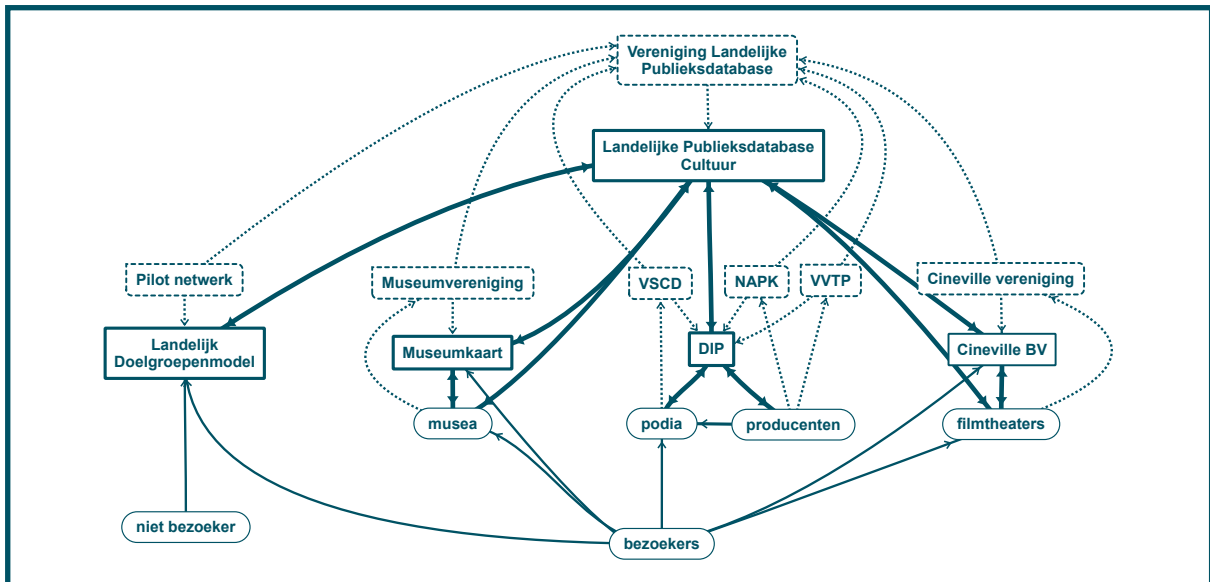 Vereniging Landelijke
Publieksdatabase
Landelijke Publieksdatabase
Cultuur
Pilot netwerk
Museumvereniging
VSCD
NAPK
VVTP
Cineville vereniging
Landelijk
Doelgroepenmodel
Museumkaart
DIP
Cineville BV
musea
podia
producenten
filmtheaters
niet bezoeker
bezoekers